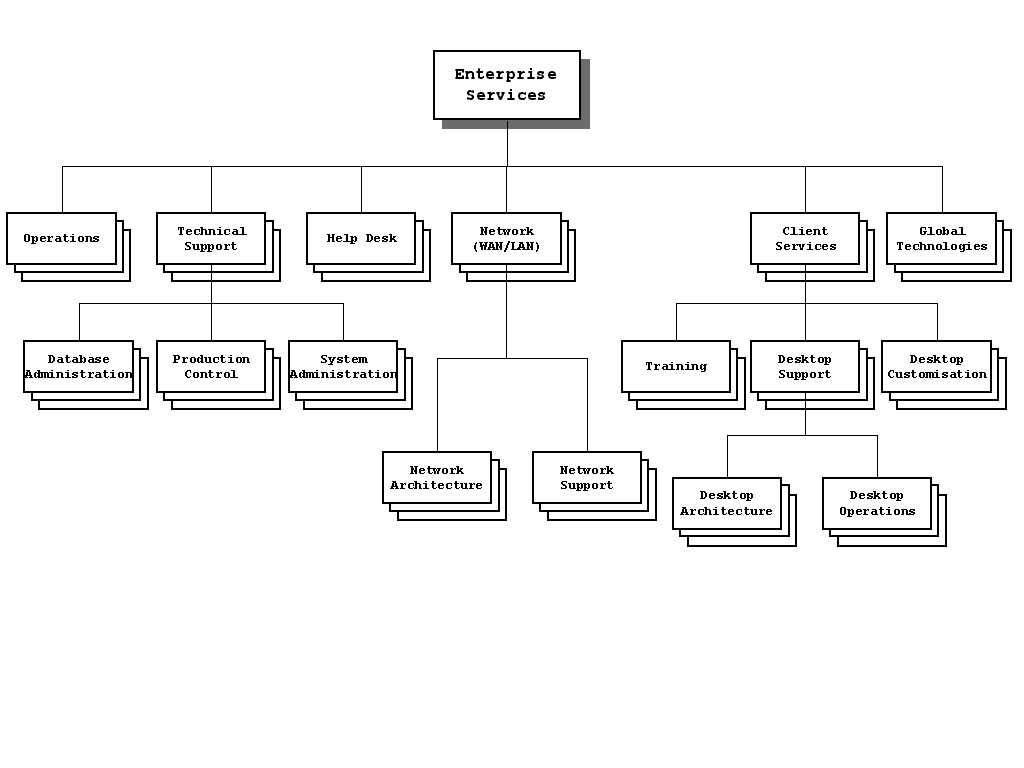 Enterprise
Services
Operations
Technical
Support
Help Desk
Network
(WAN/LAN)
Client
Services
Global
Technologies
Database
Administration
Production
Control
System
Administration
Training
Desktop
Support
Desktop
Customisation
Network
Architecture
Network
Support
Desktop
Architecture
Desktop
Operations